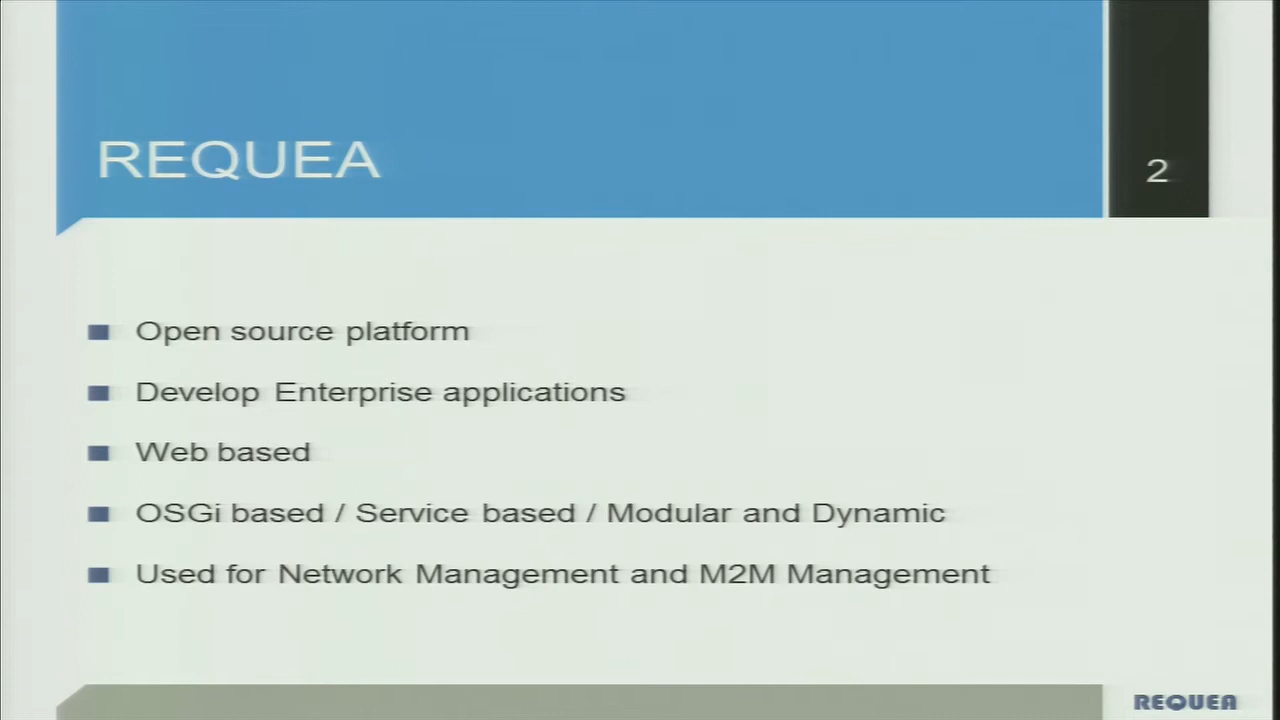 REQUEA
2
Open source platform
Develop Enterprise applications
Web based
OSGi based / Service based / Modular and Dynamic
Used for Network Management and M2M Management
REQUEA